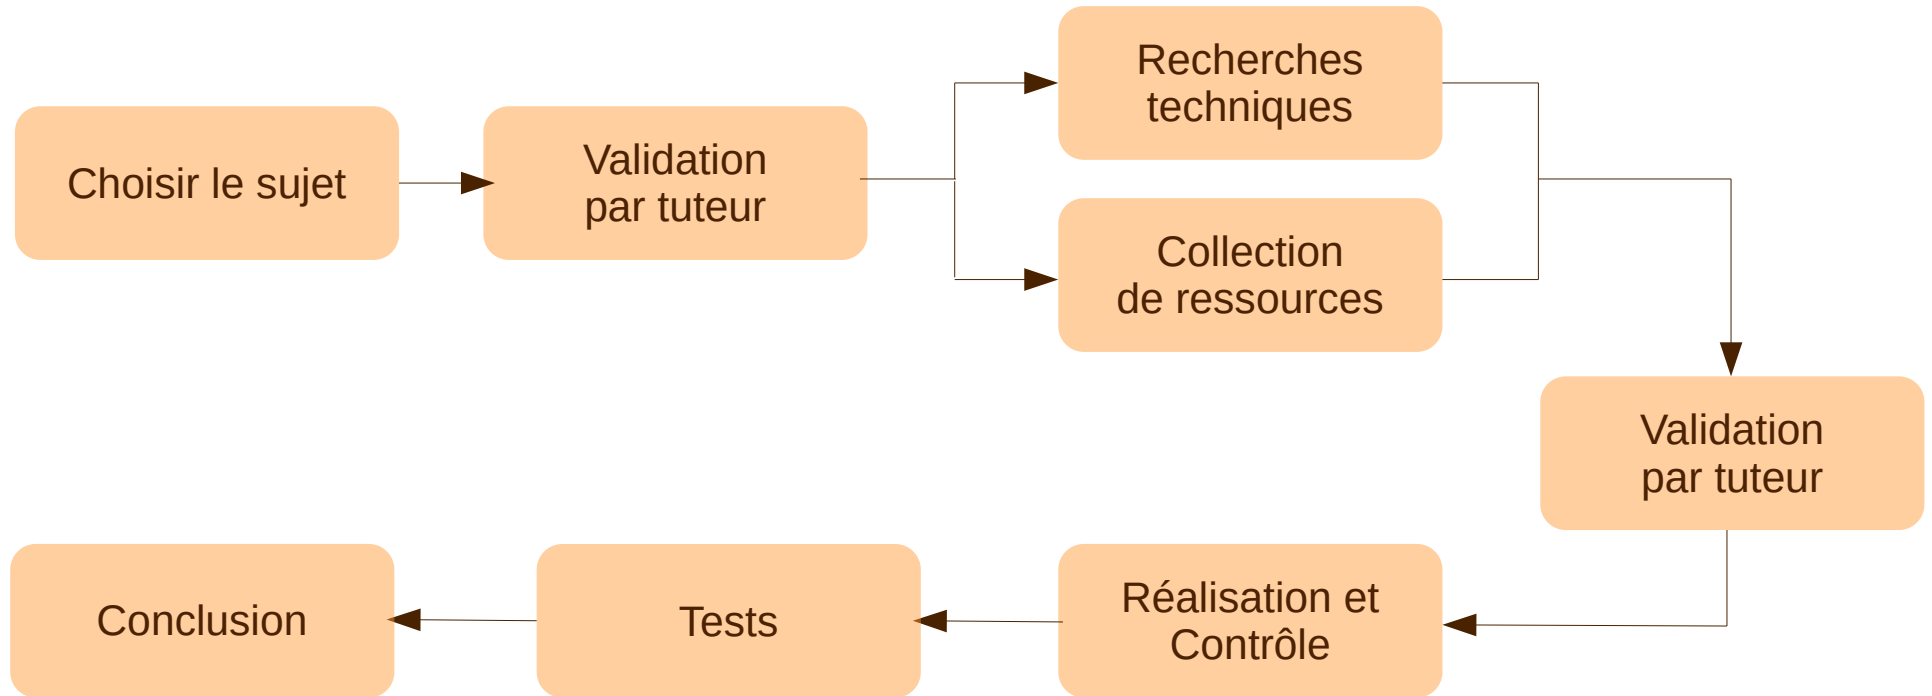 Choisir le sujet
Validation
par tuteur
Recherches
techniques
Collection
de ressources
Validation
par tuteur
Réalisation et
Contrôle
Tests
Conclusion